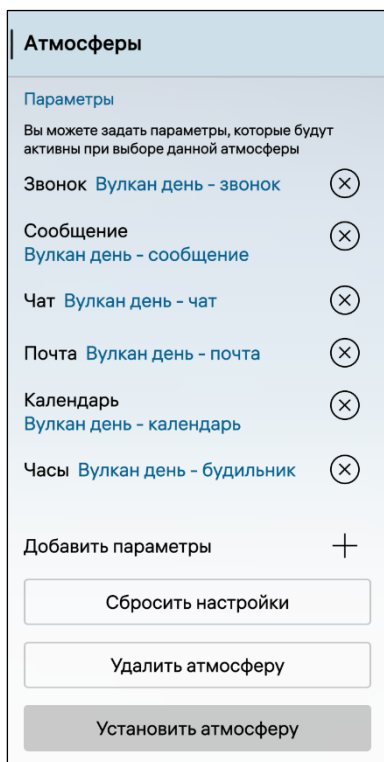 Атмосферы
Параметры
Вы можете задать параметры, которые будут
активны при выборе данной атмосферы
Звонок Вулкан день - звонок
Сообщение
Вулкан день - сообщение
Чат Вулкан день - чат
Почта Вулкан день - почта
Календарь
Вулкан день - календарь
Часы Вулкан день - будильник
Добавить параметры
Сбросить настройки
Удалить атмосферу
Установить атмосферу